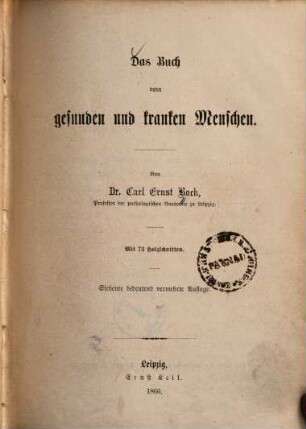 Das Buch
vom
gesunden und kranken Menschen.
Von
Dr. Carl Ernst Bock,
Professor der pathologischen Anatomie zu Leipzig.
Mit 73 Holzschnitten.
Siebente bedeutend vermehrte Auflage.
Leipzig,
Ernst Keil.
1866.